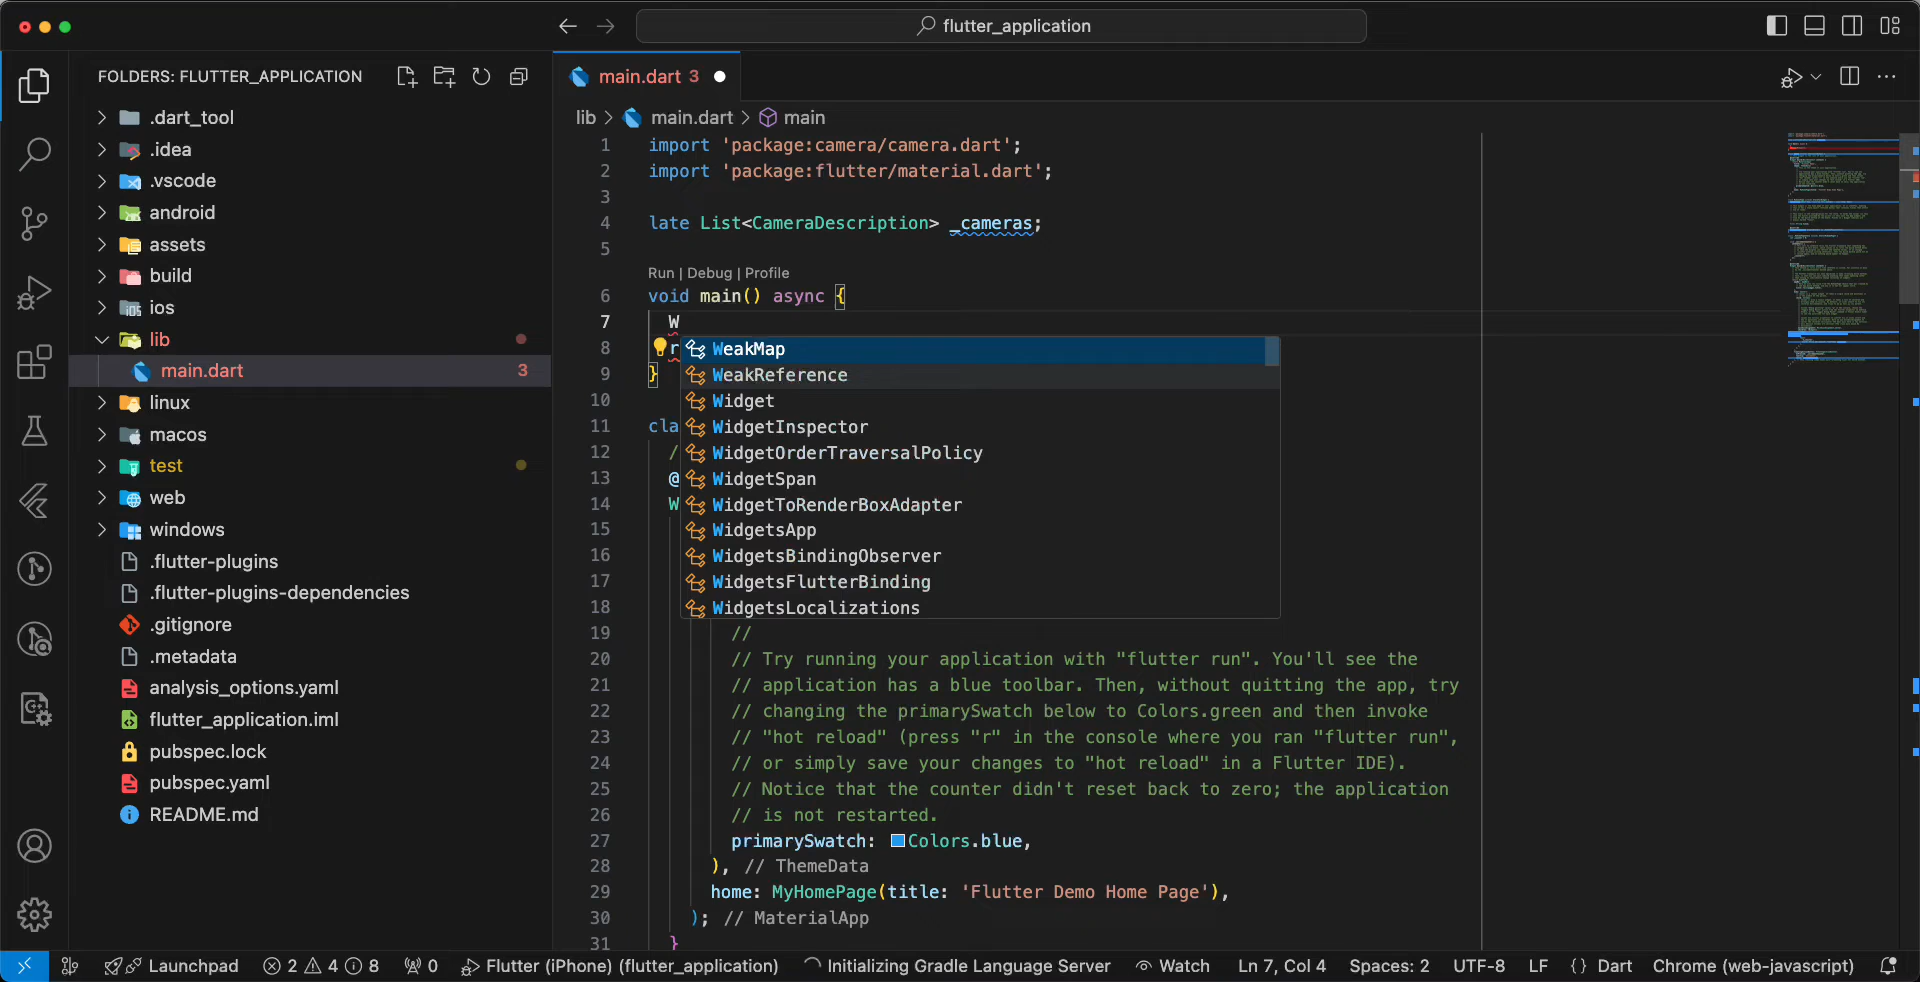 flutter_application
FOLDERS: FLUTTER_APPLICATION
.dart_tool
.idea
.vscode
android
assets
build
ios
lib
main.dart 3
linux
macos
test
web
windows
.flutter-plugins
.flutter-plugins-dependencies
.gitignore
.metadata
analysis_options.yaml
flutter_application.iml
pubspec.lock
pubspec.yaml
README.md
main.dart 3
lib > main.dart > main
1 import 'package:camera/camera.dart';
2 import 'package:flutter/material.dart';
3
4 late List<CameraDescription> _cameras;
5
Run | Debug | Profile
6 void main() async {
7 W
8 r
9 }
10
11 cla
12 /
13 @
14 W
15
16
17
18
WeakMap
WeakReference
Widget
WidgetInspector
WidgetOrderTraversalPolicy
WidgetSpan
WidgetToRenderBoxAdapter
WidgetsApp
WidgetsBindingObserver
WidgetsFlutterBinding
WidgetsLocalizations
19 //
20 // Try running your application with "flutter run". You'll see the
21 // application has a blue toolbar. Then, without quitting the app, try
22 // changing the primarySwatch below to Colors.green and then invoke
23 // "hot reload" (press "r" in the console where you ran "flutter run",
24 // or simply save your changes to "hot reload" in a Flutter IDE).
25 // Notice that the counter didn't reset back to zero; the application
26 // is not restarted.
27 primarySwatch: Colors.blue,
28 ), // ThemeData
29 home: MyHomePage(title: 'Flutter Demo Home Page'),
30 ); // MaterialApp
31 }
Launchpad 2 4 8 0 Flutter (iPhone) (flutter_application) Initializing Gradle Language Server Watch Ln 7, Col 4 Spaces: 2 UTF-8 LF {} Dart Chrome (web-javascript)